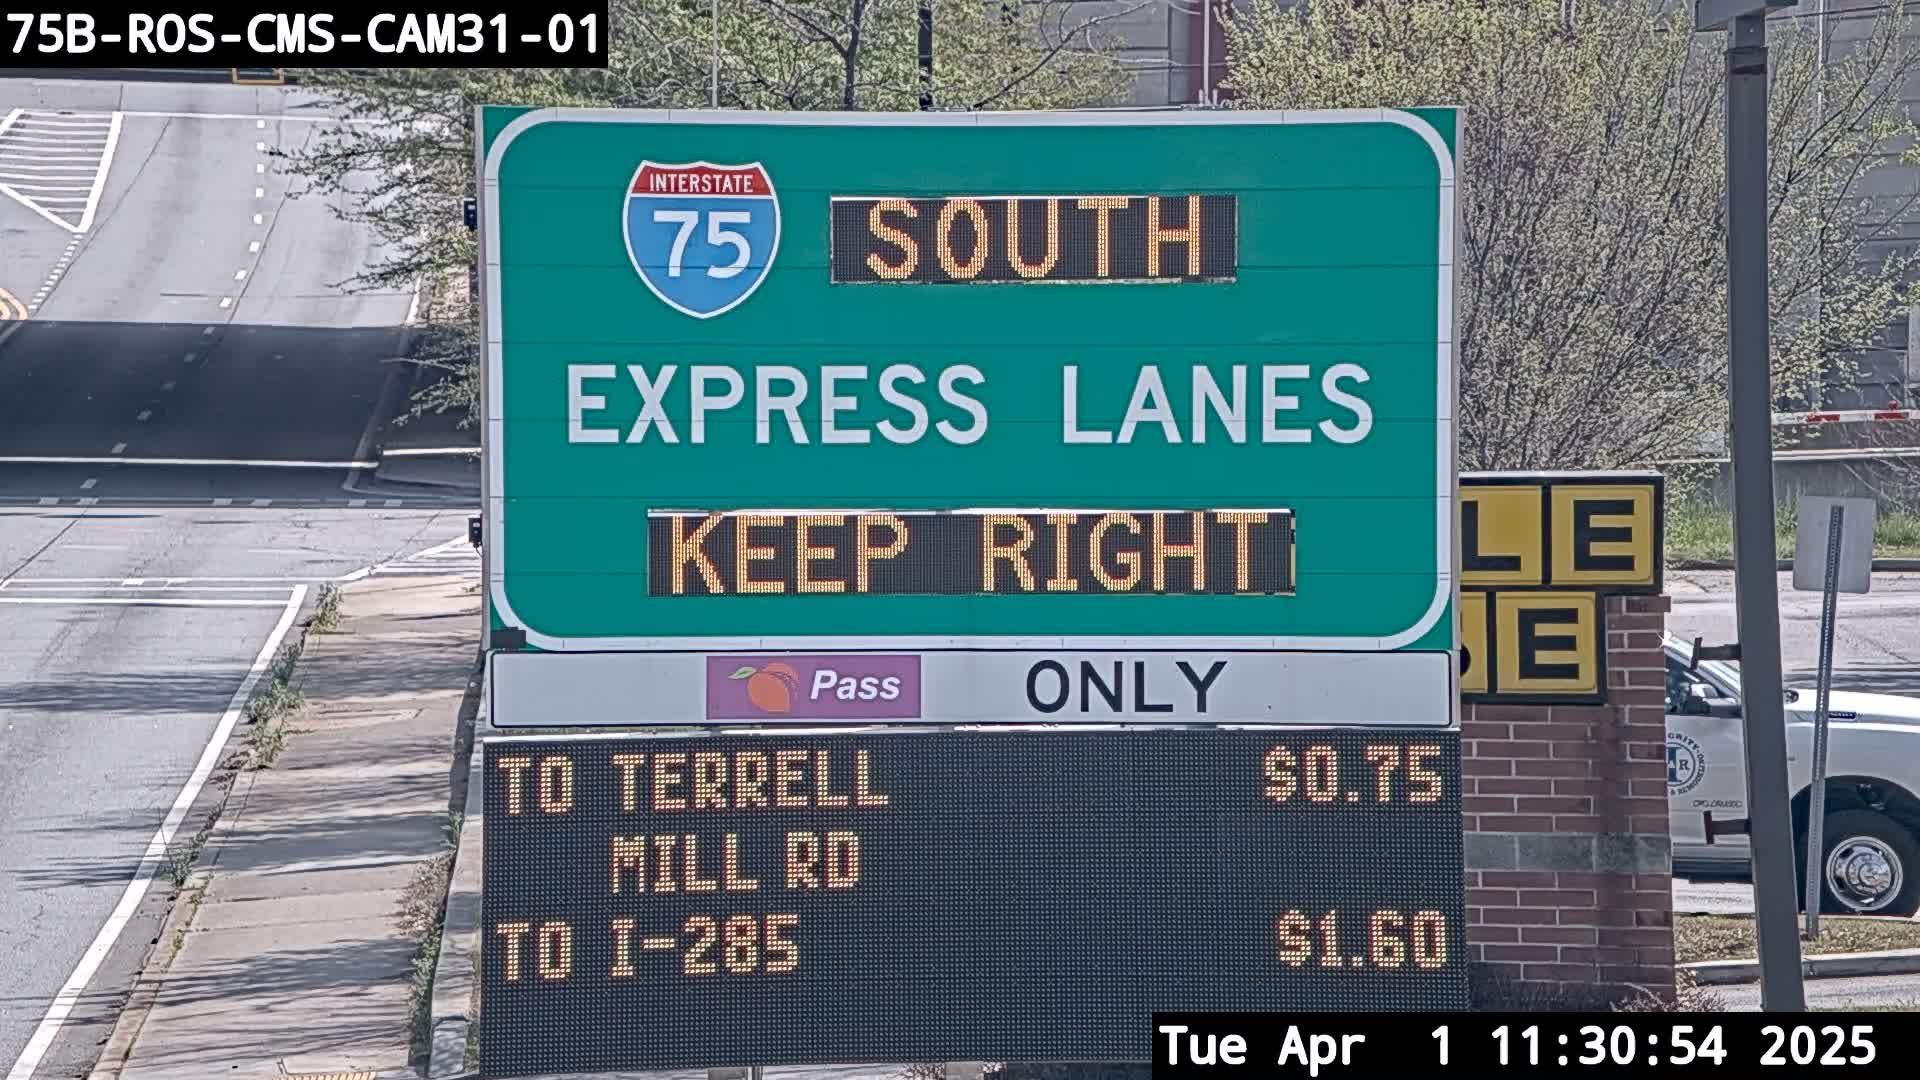 75B-ROS-CMS-CAM31-01
INTERSTATE
75
SOUTH
EXPRESS LANES
KEEP RIGHT
Pass ONLY
TO TERRELL $0.75
MILL RD
TO I-285 $1.60
LE
E
Tue Apr 1 11:30:54 2025